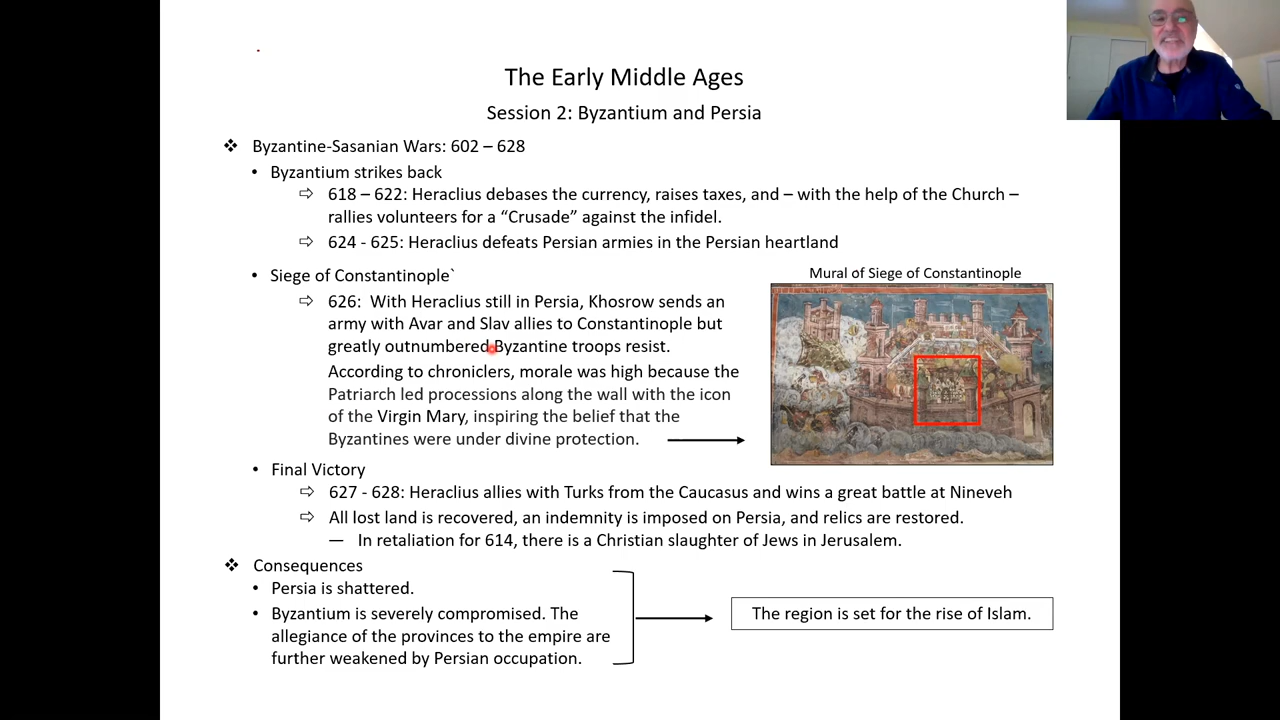 The Early Middle Ages
Session 2: Byzantium and Persia
❖ Byzantine-Sasanian Wars: 602 – 628
• Byzantium strikes back
⇨ 618 – 622: Heraclius debases the currency, raises taxes, and – with the help of the Church –
rallies volunteers for a “Crusade” against the infidel.
⇨ 624 - 625: Heraclius defeats Persian armies in the Persian heartland
• Siege of Constantinople`
Mural of Siege of Constantinople
⇨ 626:  With Heraclius still in Persia, Khosrow sends an
army with Avar and Slav allies to Constantinople but
greatly outnumbered Byzantine troops resist.
According to chroniclers, morale was high because the
Patriarch led processions along the wall with the icon
of the Virgin Mary, inspiring the belief that the
Byzantines were under divine protection.
• Final Victory
⇨ 627 - 628: Heraclius allies with Turks from the Caucasus and wins a great battle at Nineveh
⇨ All lost land is recovered, an indemnity is imposed on Persia, and relics are restored.
— In retaliation for 614, there is a Christian slaughter of Jews in Jerusalem.
❖ Consequences
• Persia is shattered.
• Byzantium is severely compromised. The
allegiance of the provinces to the empire are
further weakened by Persian occupation.
The region is set for the rise of Islam.